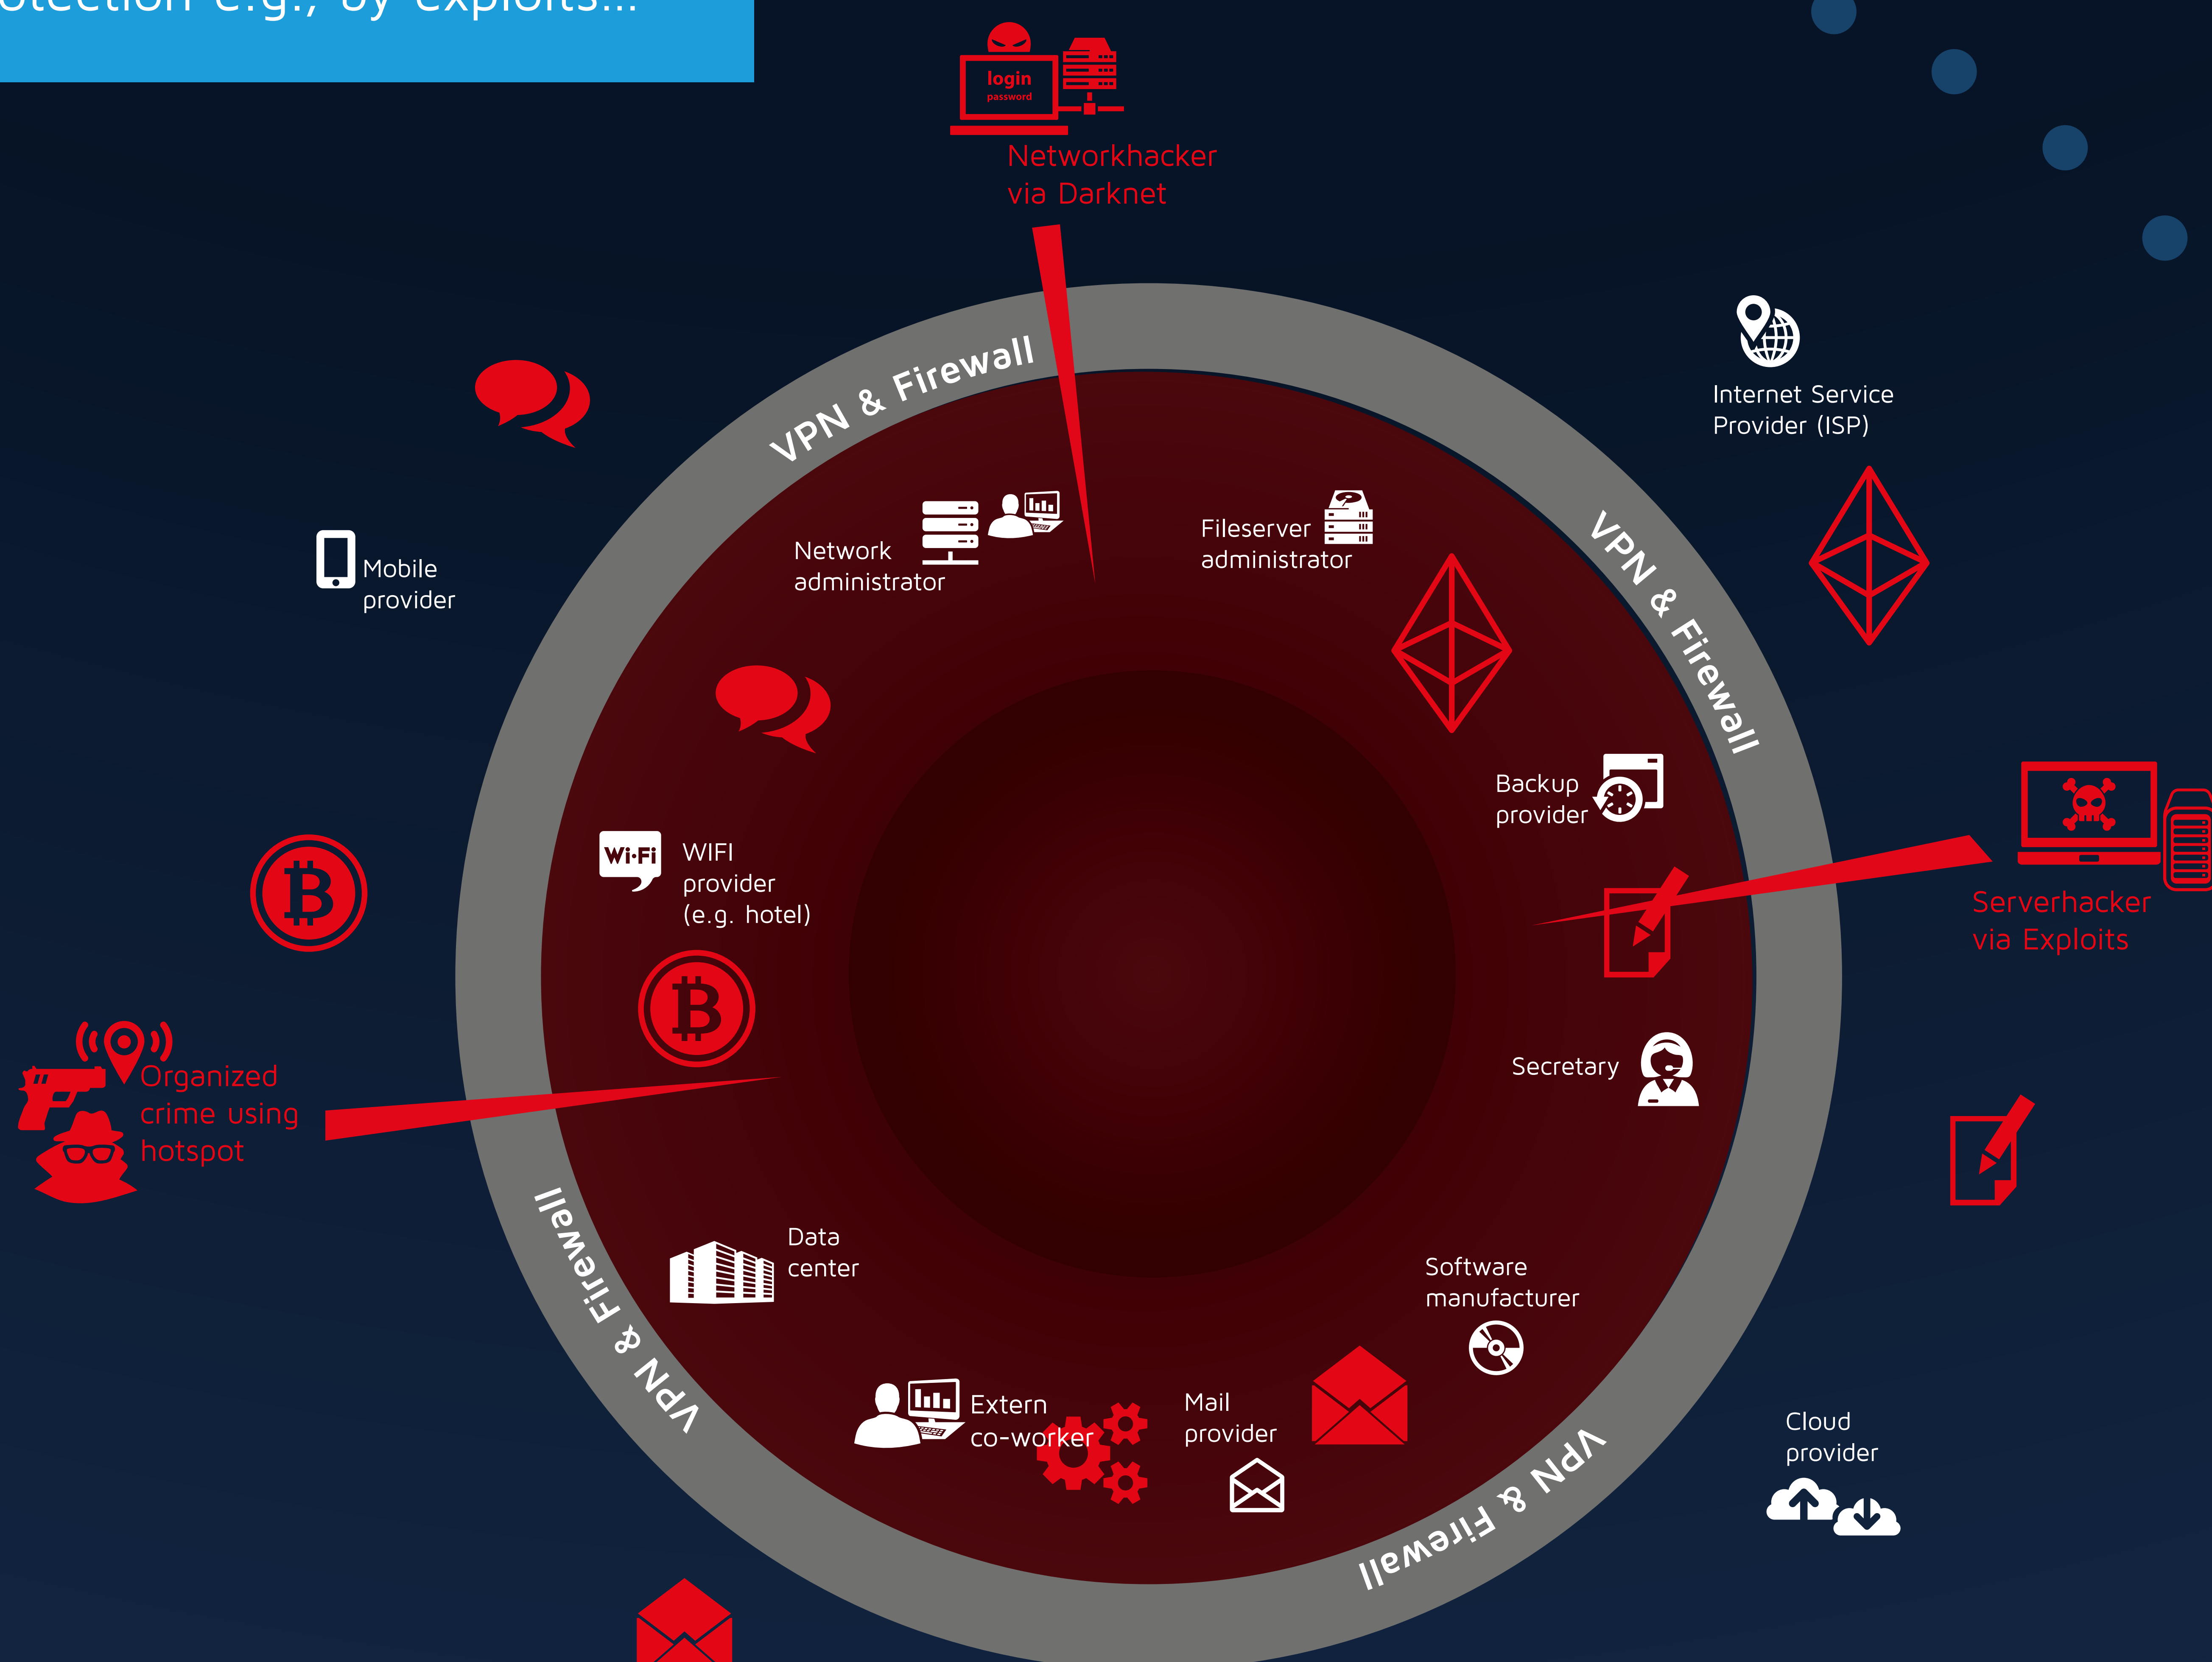 e.g., by exploits...
login
password
Networkhacker
via Darknet
VPN & Firewall
Internet Service
Provider (ISP)
VPN & Firewall
Network
administrator
Fileserver
administrator
Mobile
provider
Backup
provider
Wi-Fi
WIFI
provider
(e.g. hotel)
Serverhacker
via Exploits
Organized
crime using
hotspot
Secretary
Data
center
VPN & Firewall
Software
manufacturer
Extern
co-worker
Mail
provider
VPN & Firewall
Cloud
provider